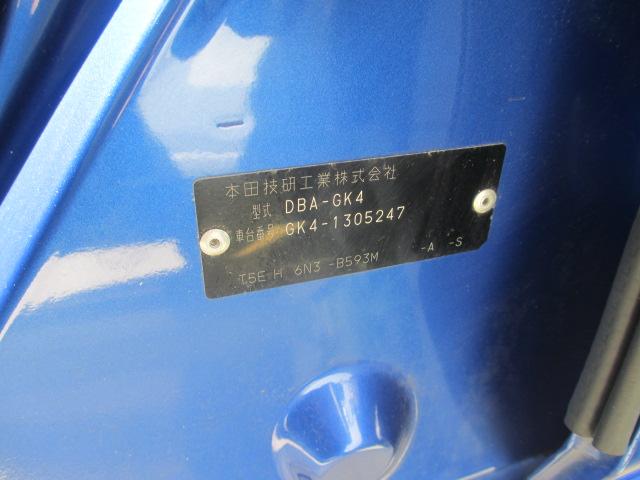 本田技研工業株式会社
型式 DBA-GK4
車台番号 GK4-1305247
T5E H 6N3 -B593M -A -S